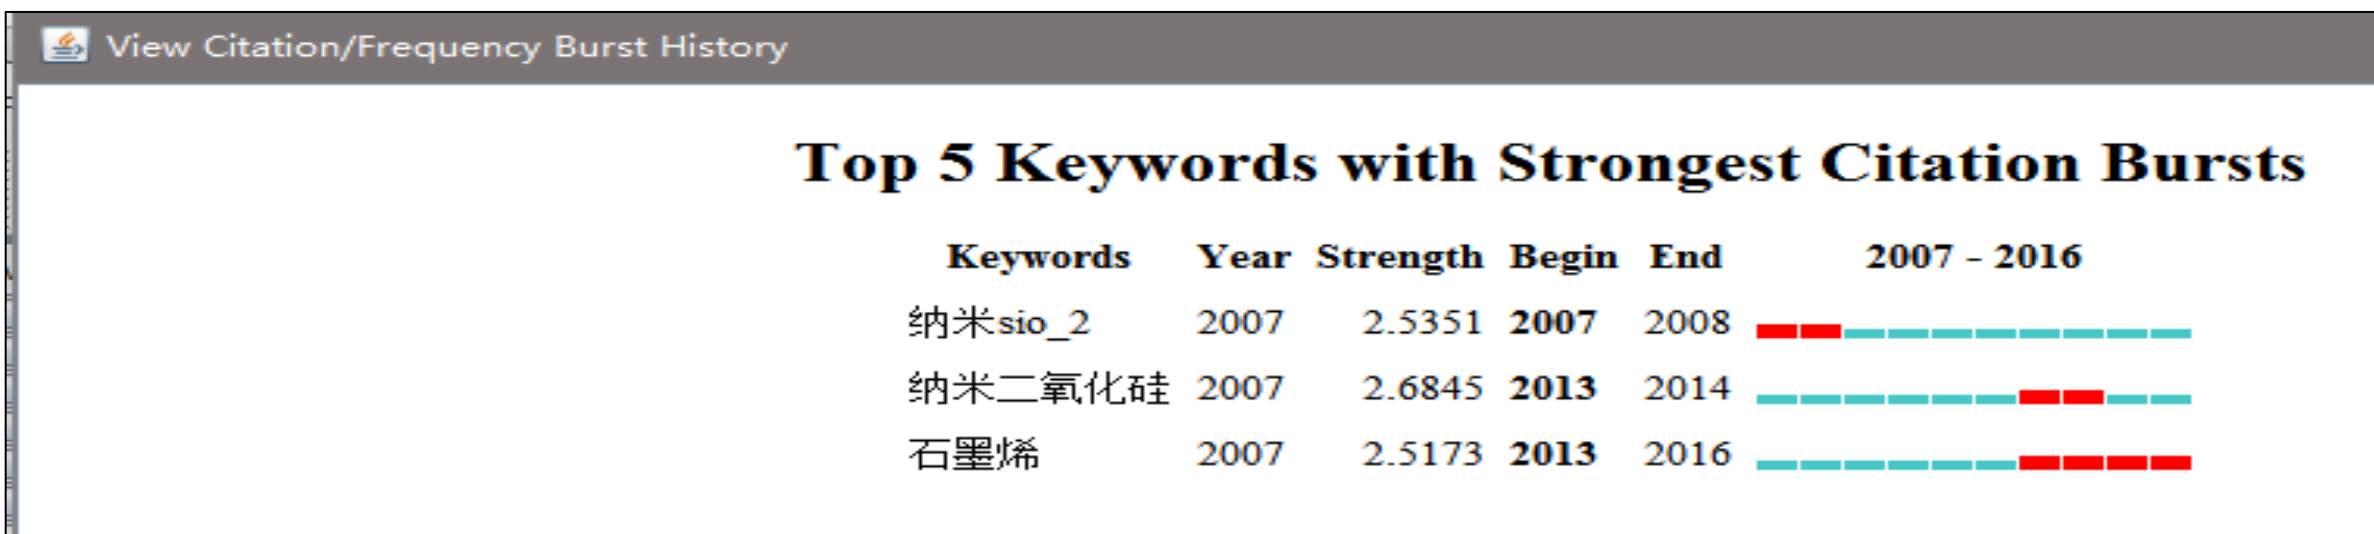 View Citation/Frequency Burst History
Top 5 Keywords with Strongest Citation Bursts
Keywords Year Strength Begin End 2007 - 2016
纳米sio_2 2007 2.5351 2007 2008
纳米二氧化硅 2007 2.6845 2013 2014
石墨烯 2007 2.5173 2013 2016